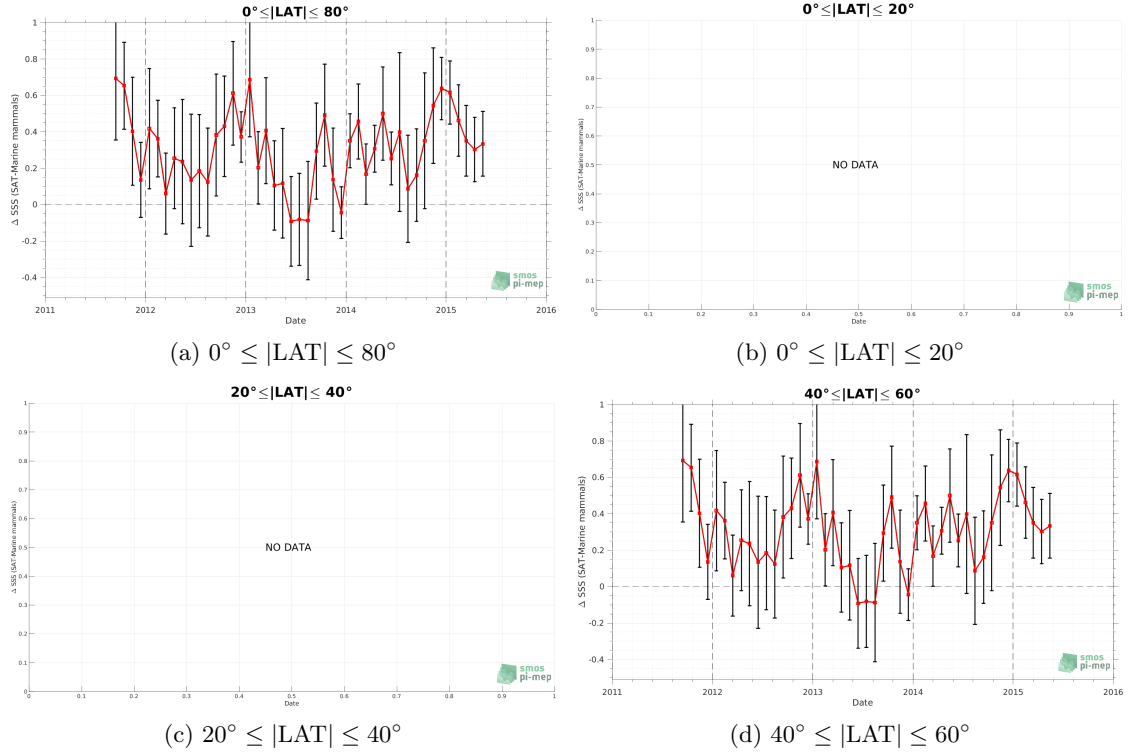 0°≤|LAT|≤ 80°
1
0.8
0.6
0.4
0.2
0
-0.2
-0.4
Δ SSS (SAT-Marine mammals)
2011 2012 2013 2014 2015 2016
Date
smos
pi-mep
(a) 0° ≤ |LAT| ≤ 80°
0°≤|LAT|≤ 20°
1
0.9
0.8
0.7
0.6
0.5
0.4
0.3
0.2
0.1
0
Δ SSS (SAT-Marine mammals)
NO DATA
0 0.1 0.2 0.3 0.4 0.5 0.6 0.7 0.8 0.9 1
Date
smos
pi-mep
(b) 0° ≤ |LAT| ≤ 20°
20°≤|LAT|≤ 40°
1
0.9
0.8
0.7
0.6
0.5
0.4
0.3
0.2
0.1
0
Δ SSS (SAT-Marine mammals)
NO DATA
0 0.1 0.2 0.3 0.4 0.5 0.6 0.7 0.8 0.9 1
Date
smos
pi-mep
(c) 20° ≤ |LAT| ≤ 40°
40°≤|LAT|≤ 60°
1
0.8
0.6
0.4
0.2
0
-0.2
-0.4
Δ SSS (SAT-Marine mammals)
2011 2012 2013 2014 2015 2016
Date
smos
pi-mep
(d) 40° ≤ |LAT| ≤ 60°